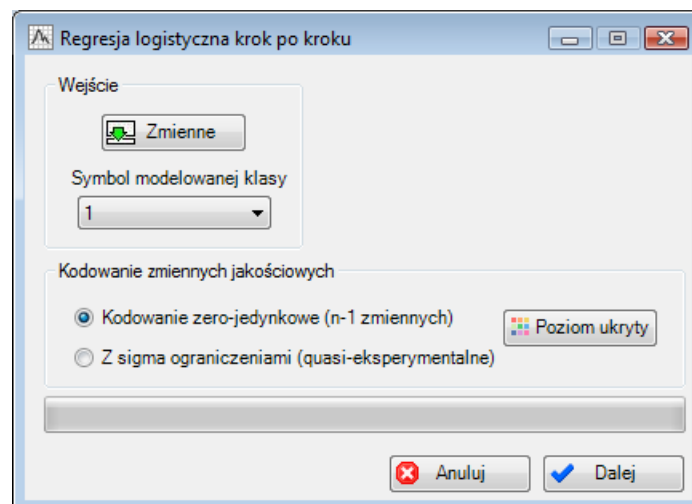 Regresja logistyczna krok po kroku
Wejście
Zmienne
Symbol modelowanej klasy
1
Kodowanie zmiennych jakościowych
Kodowanie zero-jedynkowe (n-1 zmiennych)
Poziom ukryty
Z sigma ograniczeniami (quasi-eksperymentalne)
Anuluj
Dalej